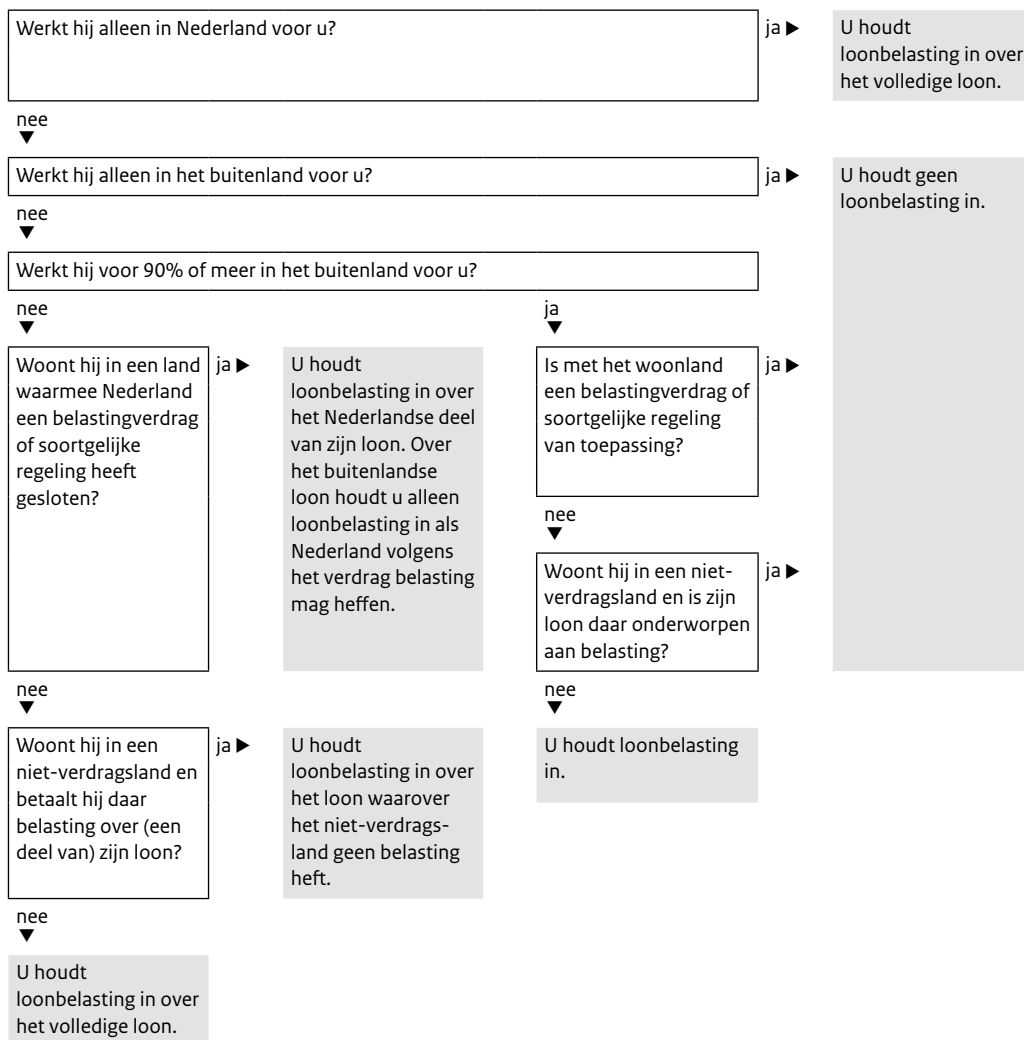 Werkt hij alleen in Nederland voor u?
ja ▶
U houdt
loonbelasting in over
het volledige loon.
nee
▼
Werkt hij alleen in het buitenland voor u?
ja ▶
U houdt geen
loonbelasting in.
nee
▼
Werkt hij voor 90% of meer in het buitenland voor u?
nee
▼
Woont hij in een land
waarmee Nederland
een belastingverdrag
of soortgelijke
regeling heeft
gesloten?
ja ▶
U houdt
loonbelasting in over
het Nederlandse deel
van zijn loon. Over
het buitenlandse
loon houdt u alleen
loonbelasting in als
Nederland volgens
het verdrag belasting
mag heffen.
ja
▼
Is met het woonland
een belastingverdrag of
soortgelijke regeling
van toepassing?
ja ▶
nee
▼
Woont hij in een niet-
verdragsland en is zijn
loon daar onderworpen
aan belasting?
ja ▶
nee
▼
Woont hij in een
niet-verdragsland en
betaalt hij daar
belasting over (een
deel van) zijn loon?
ja ▶
U houdt
loonbelasting in over
het loon waarover
het niet-verdrags-
land geen belasting
heft.
nee
▼
U houdt loonbelasting
in.
nee
▼
U houdt
loonbelasting in over
het volledige loon.